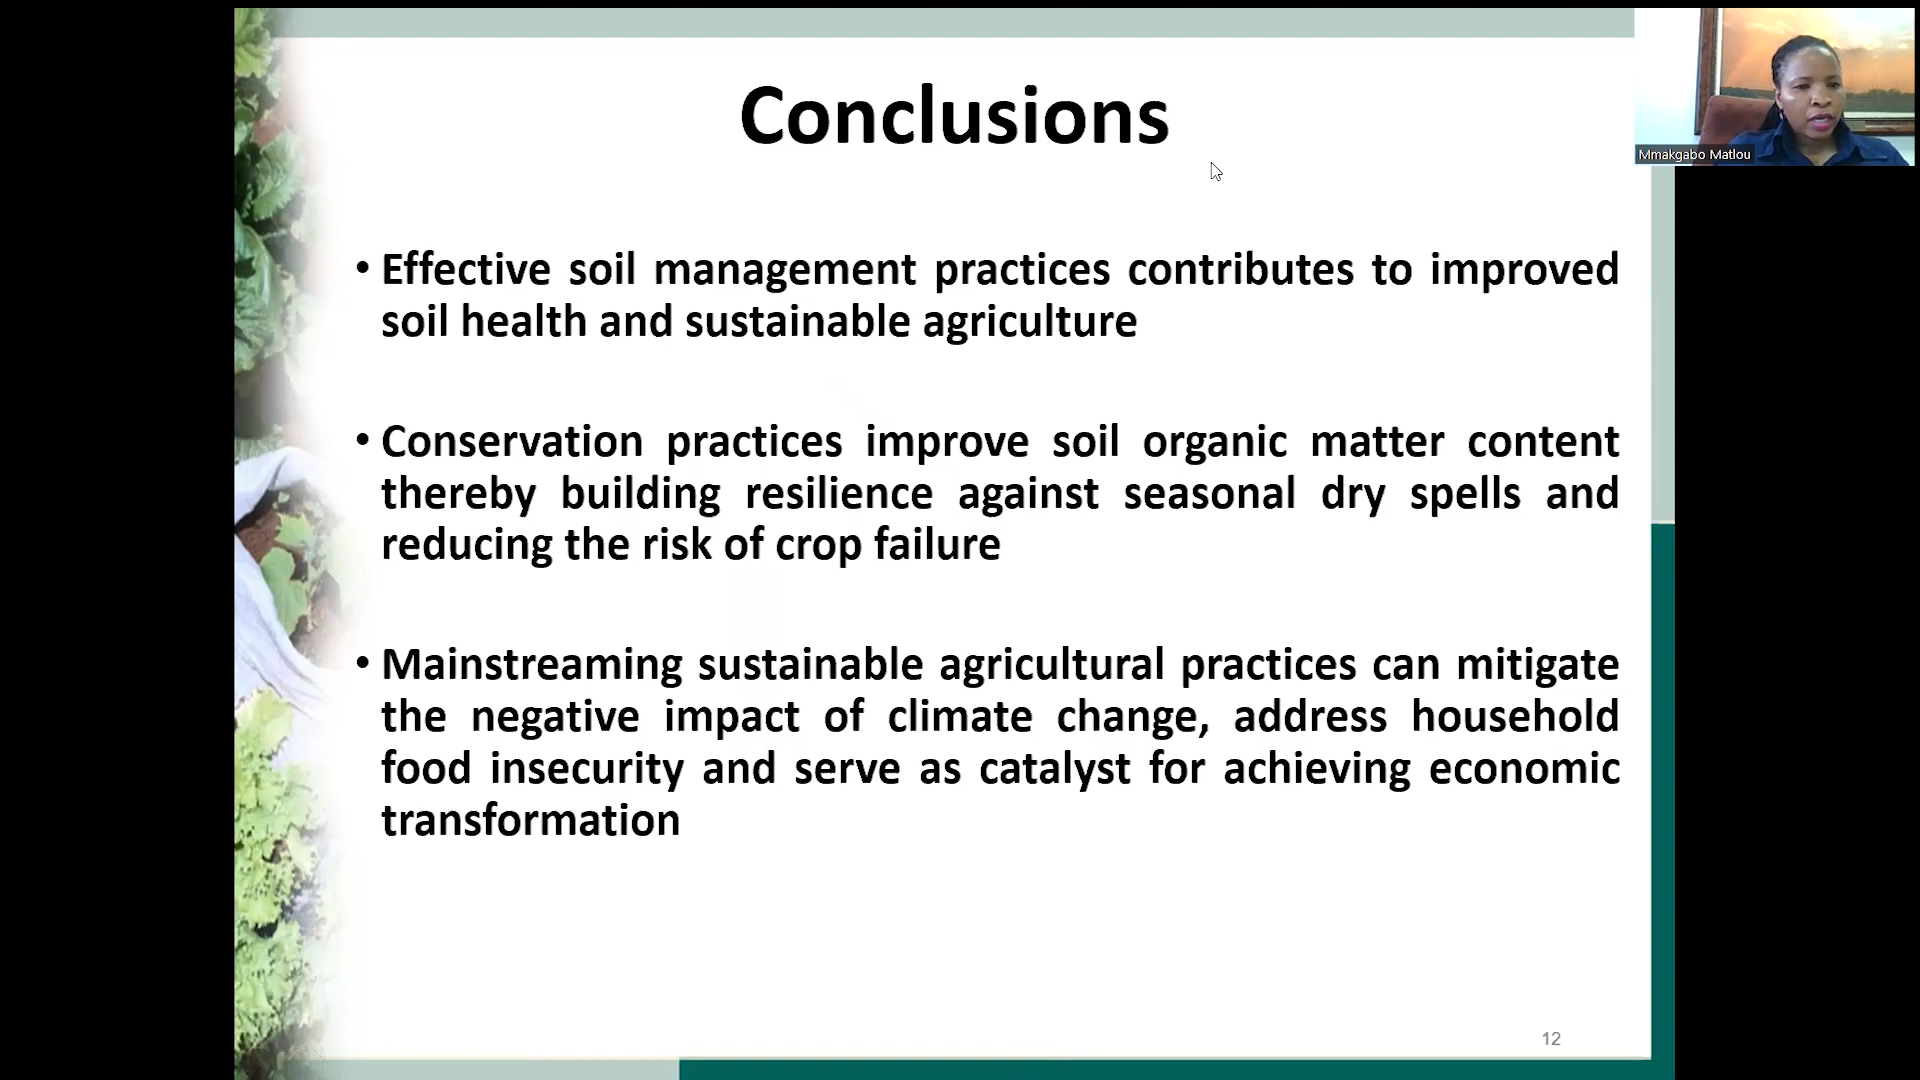 Conclusions
Mmakgabo Matlou
• Effective soil management practices contributes to improved
soil health and sustainable agriculture
• Conservation practices improve soil organic matter content
thereby building resilience against seasonal dry spells and
reducing the risk of crop failure
• Mainstreaming sustainable agricultural practices can mitigate
the negative impact of climate change, address household
food insecurity and serve as catalyst for achieving economic
transformation
12